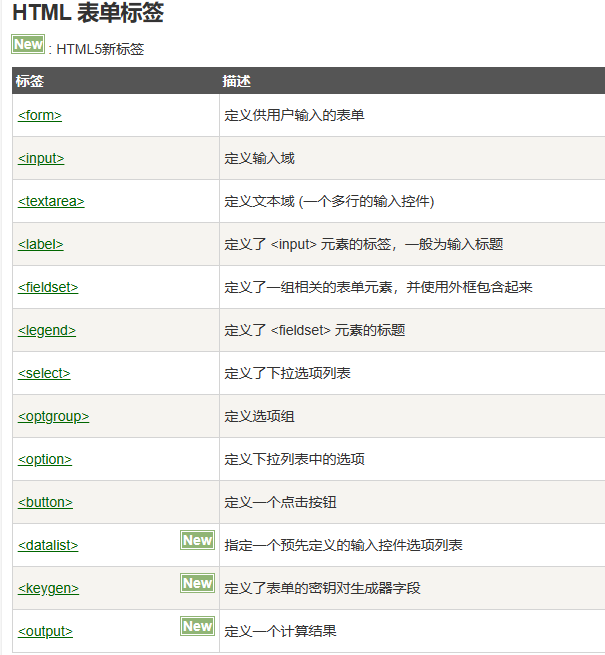 HTML 表单标签
New : HTML5新标签
标签 描述
<form> 定义供用户输入的表单
<input> 定义输入域
<textarea> 定义文本域 (一个多行的输入控件)
<label> 定义了 <input> 元素的标签，一般为输入标题
<fieldset> 定义了一组相关的表单元素，并使用外框包含起来
<legend> 定义了 <fieldset> 元素的标题
<select> 定义了下拉选项列表
<optgroup> 定义选项组
<option> 定义下拉列表中的选项
<button> 定义一个点击按钮
<datalist> New 指定一个预先定义的输入控件选项列表
<keygen> New 定义了表单的密钥对生成器字段
<output> New 定义一个计算结果